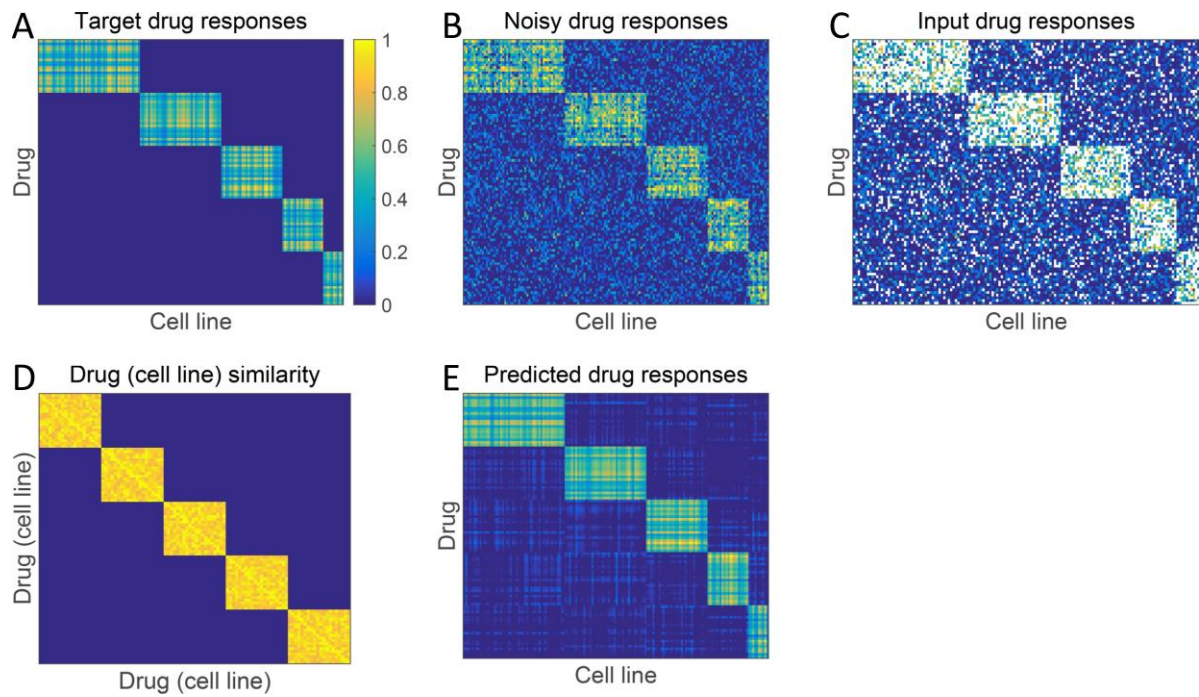 A
Target drug responses
Drug
Cell line
1
0.8
0.6
0.4
0.2
0
B
Noisy drug responses
Drug
Cell line
C
Input drug responses
Drug
Cell line
D
Drug (cell line) similarity
Drug (cell line)
Drug (cell line)
E
Predicted drug responses
Drug
Cell line